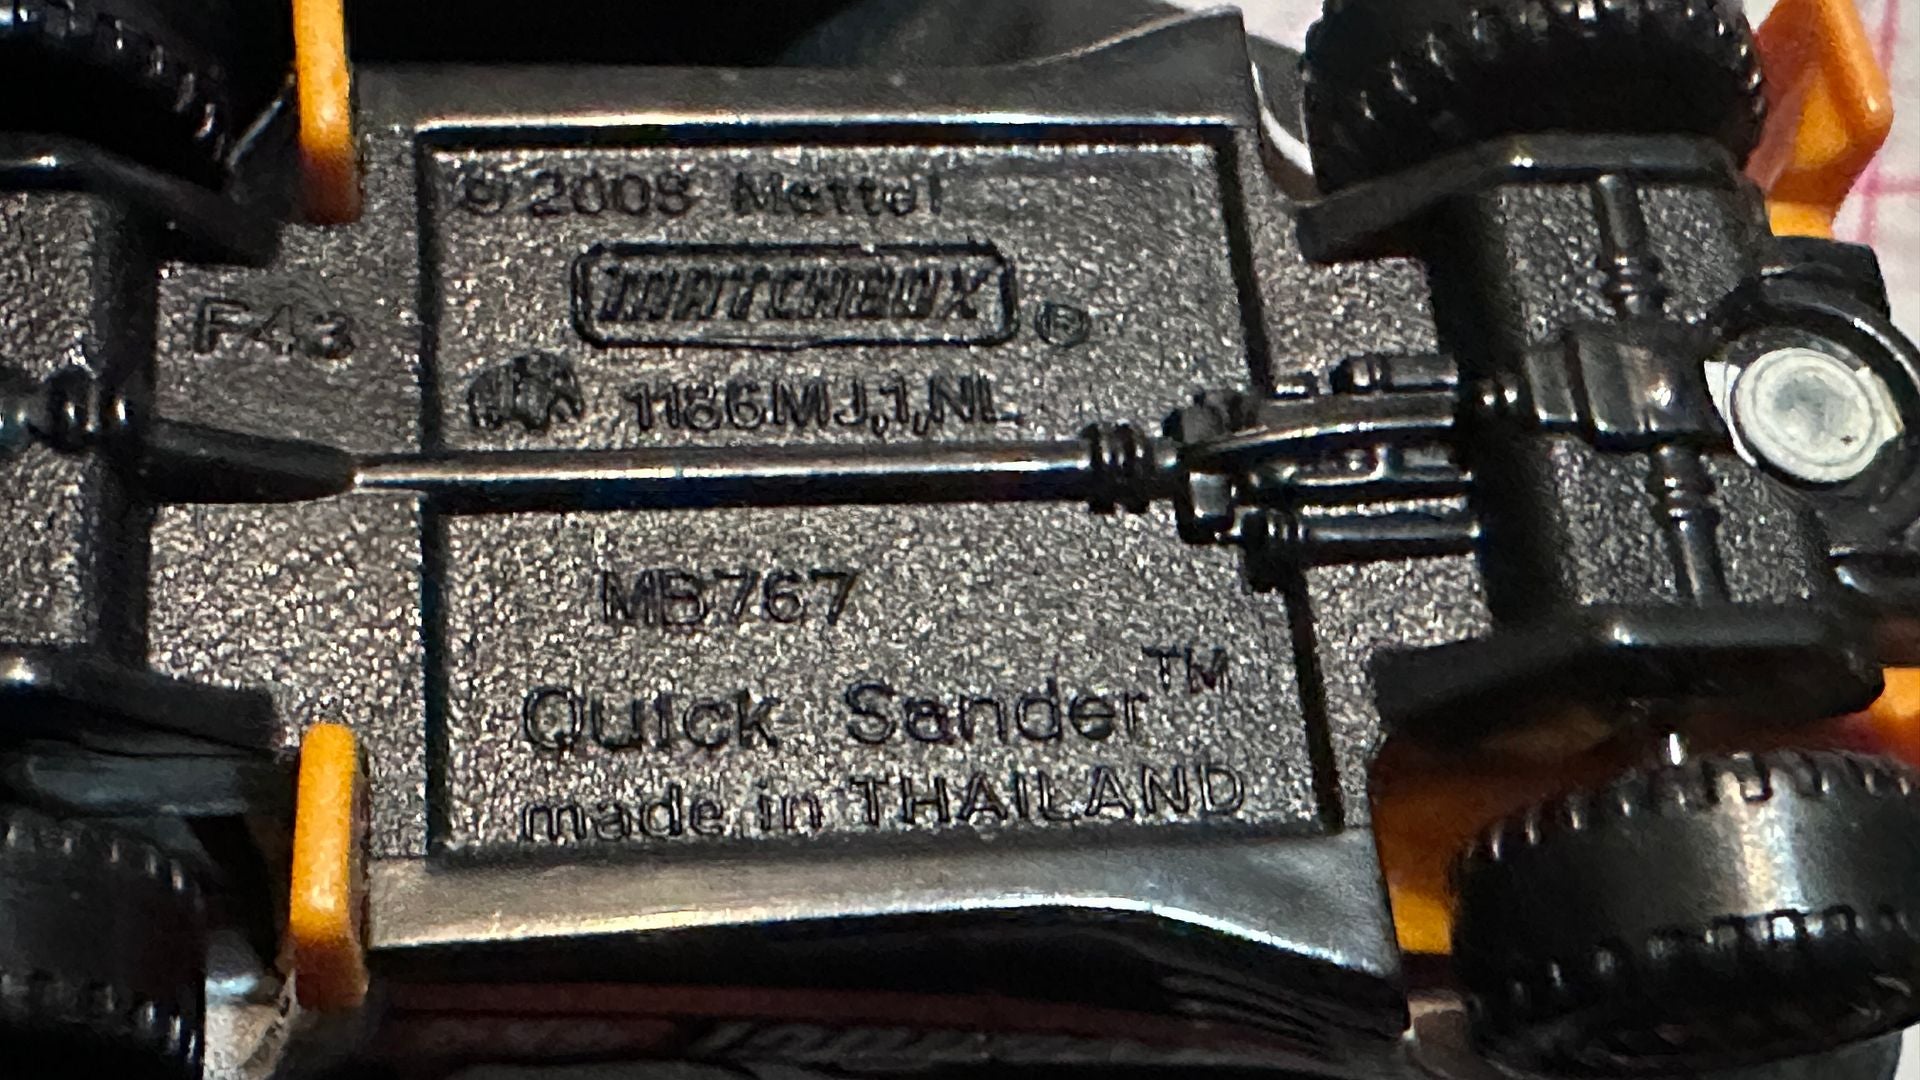 © 2008 Mattel
MATCHBOX ®
F43
1186MJ,1,NL
MB767
Quick Sander™
made in THAILAND